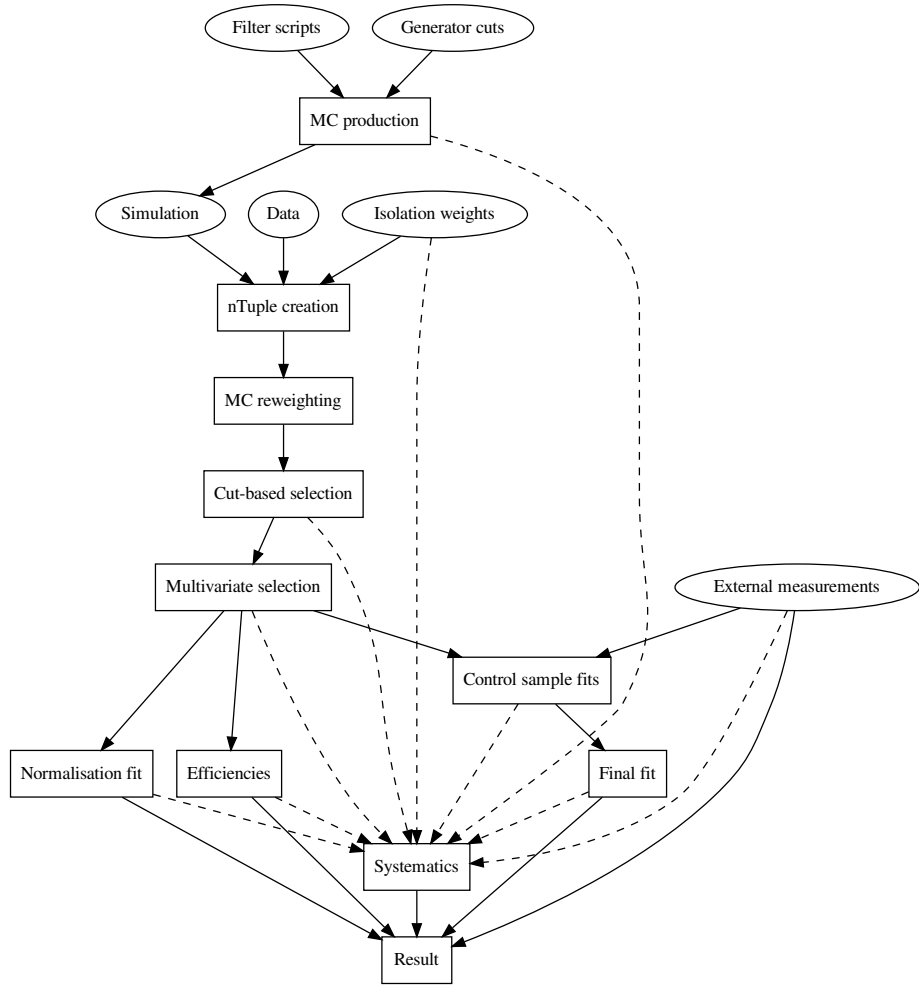 Filter scripts
Generator cuts
MC production
Simulation
Data
Isolation weights
nTuple creation
MC reweighting
Cut-based selection
Multivariate selection
External measurements
Control sample fits
Normalisation fit
Efficiencies
Final fit
Systematics
Result